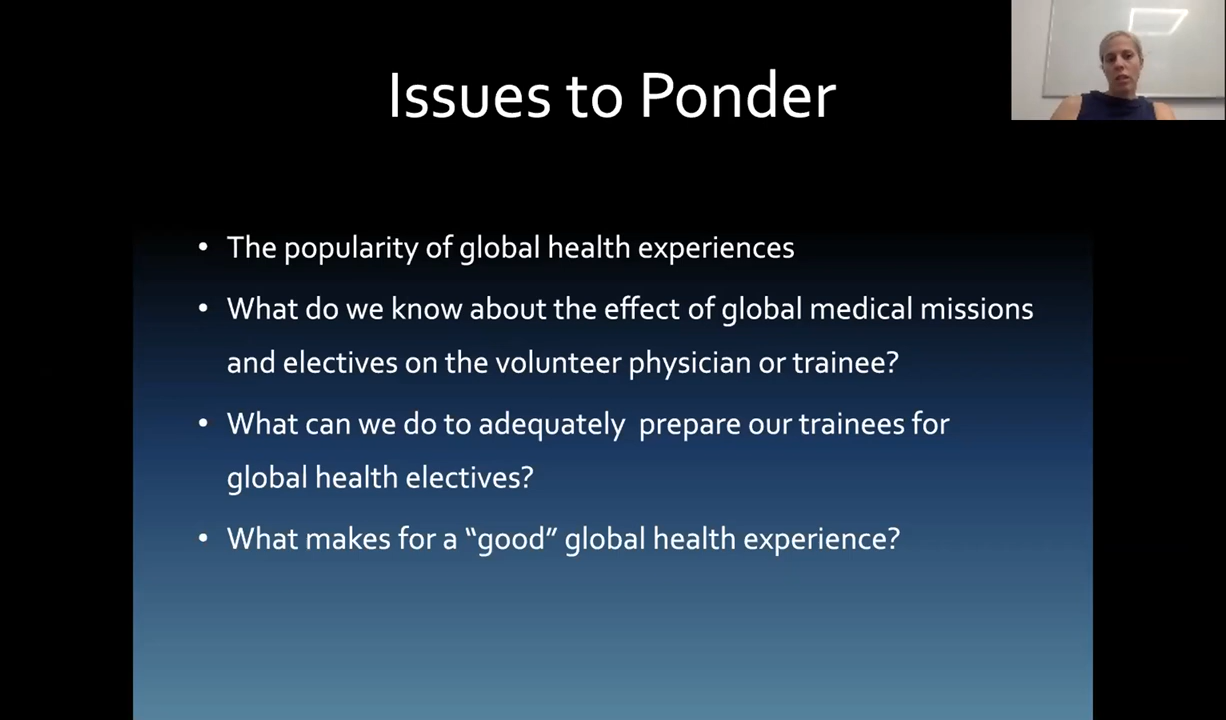 Issues to Ponder
• The popularity of global health experiences
• What do we know about the effect of global medical missions
and electives on the volunteer physician or trainee?
• What can we do to adequately  prepare our trainees for
global health electives?
• What makes for a “good” global health experience?